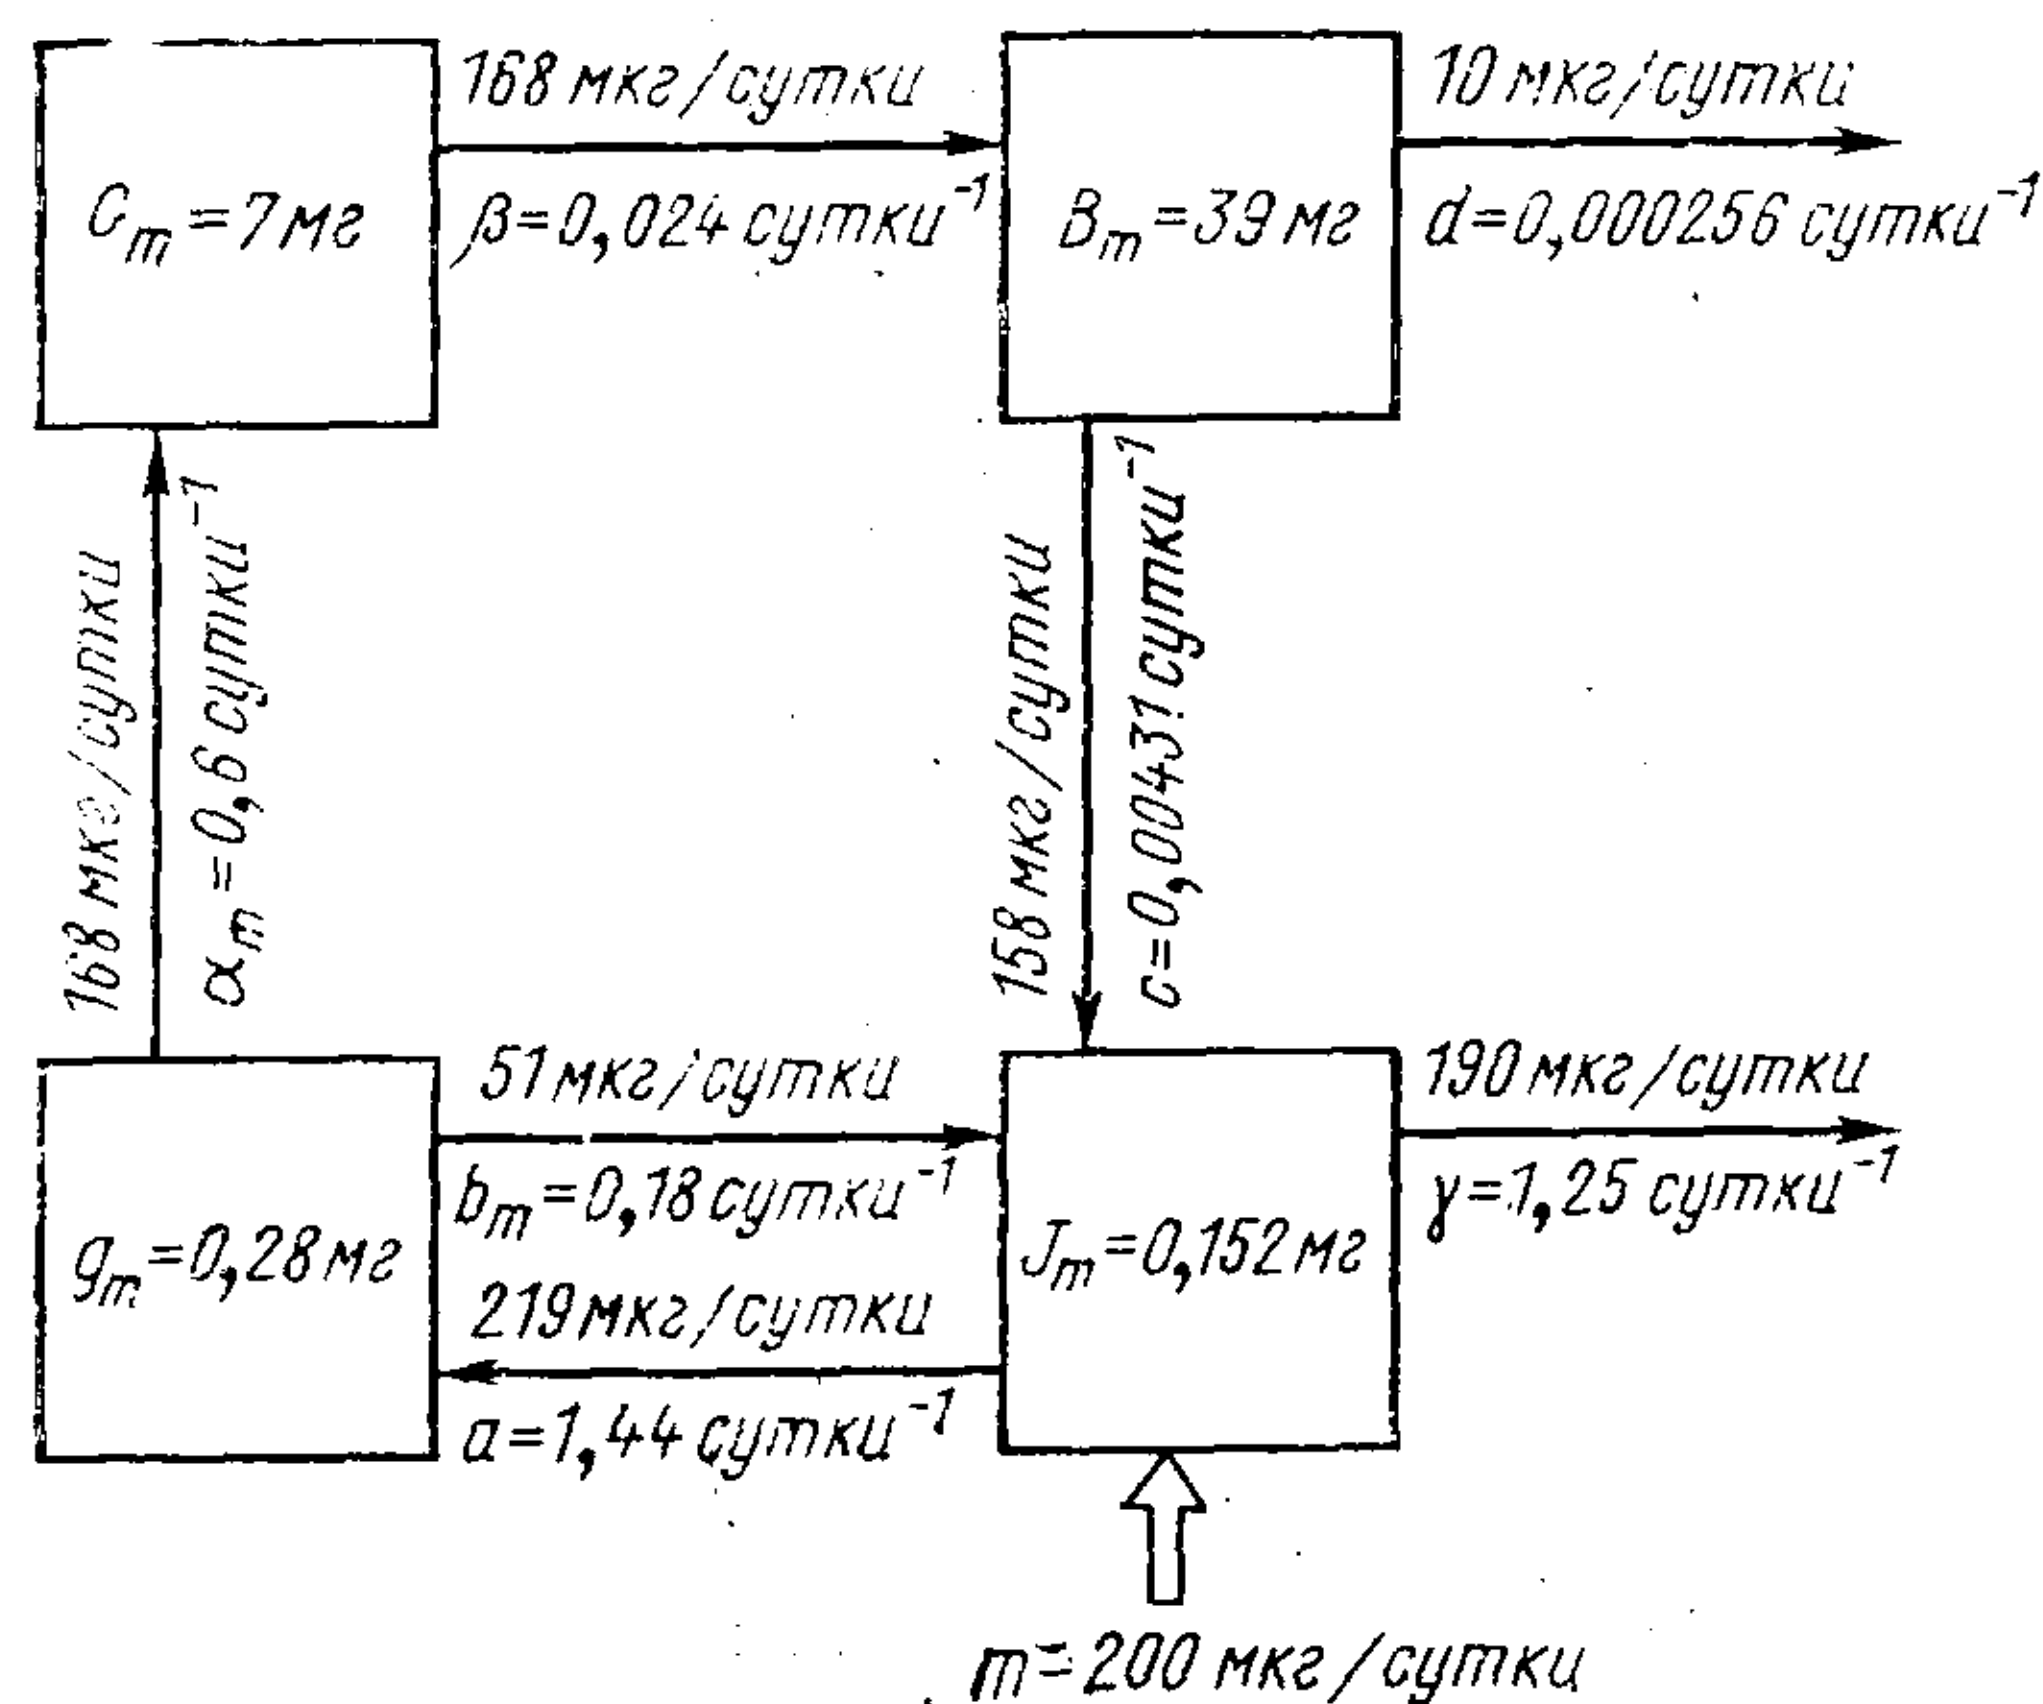 168 мкг/сутки
10 мкг/сутки
C_m = 7 мг
β = 0,024 сутки⁻¹
B_m = 39 мг
d = 0,000256 сутки⁻¹
168 мкг/сутки
α_m = 0,6 сутки⁻¹
158 мкг/сутки
c = 0,00431 сутки⁻¹
51 мкг/сутки
190 мкг/сутки
b_m = 0,18 сутки⁻¹
γ = 1,25 сутки⁻¹
g_m = 0,28 мг
J_m = 0,152 мг
219 мкг/сутки
a = 1,44 сутки⁻¹
m = 200 мкг/сутки